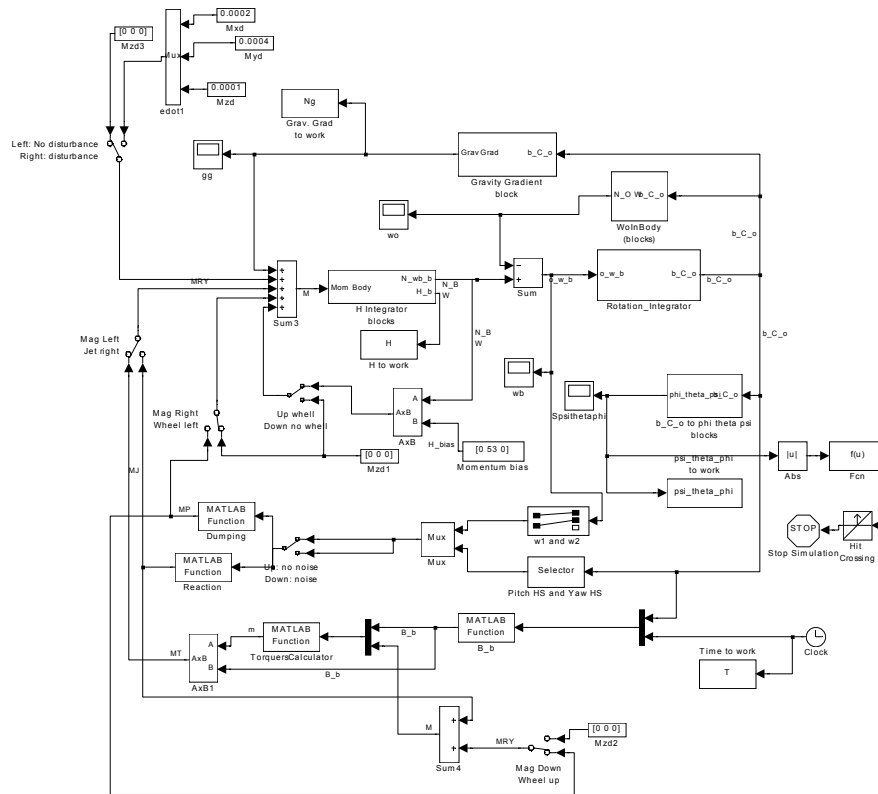 0.0002
Mxd
[0 0 0]
Mzd3
0.0004
Myd
Mux
0.0001
Mzd
edot1
Ng
Grav. Grad
to work
Left: No disturbance
Right: disturbance
gg
Grav Grad
b_C_o
Gravity Gradient
block
N_O W
b_C_o
WoInBody
(blocks)
wo
b_C_o
MRY
M
Sum3
Mom Body
N_wb_b
H_b
H Integrator
blocks
N_B
W
Sum
o_w_b
o_w_b
b_C_o
b_C_o
Rotation_Integrator
Mag Left
Jet right
H
H to work
N_B
W
b_C_o
wb
Spsithetaphi
phi_theta_psi
b_C_o
b_C_o to phi theta psi
blocks
Mag Right
Wheel left
Up whell
Down no whell
A
AxB
B
AxB
H_bias
[0 53 0]
Momentum bias
[0 0 0]
Mzd1
MJ
psi_theta_phi
to work
psi_theta_phi
|u|
Abs
f(u)
Fcn
MP
MATLAB
Function
Dumping
MATLAB
Function
Reaction
Up: no noise
Down: noise
Mux
Mux
w1 and w2
Selector
Pitch HS and Yaw HS
STOP
Stop Simulation
Hit
Crossing
MT
A
AxB
B
AxB1
m
MATLAB
Function
TorquersCalculator
B_b
B_b
MATLAB
Function
B_b
Time to work
T
Clock
M
Sum4
MRY
[0 0 0]
Mzd2
Mag Down
Wheel up